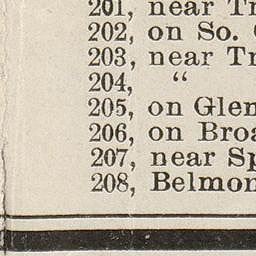 201, near Tr
202, on So. C
203, near Tr
204, "
205, on Glen
206, on Broa
207, near Sp
208, Belmon